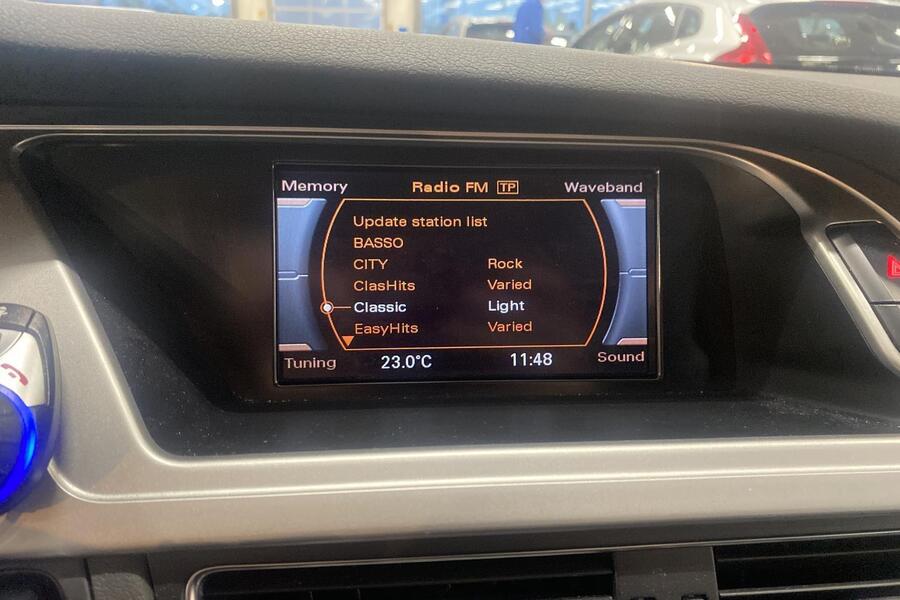 Memory Radio FM TP Waveband
Update station list
BASSO
CITY Rock
ClasHits Varied
Classic Light
EasyHits Varied
Tuning 23.0°C 11:48 Sound